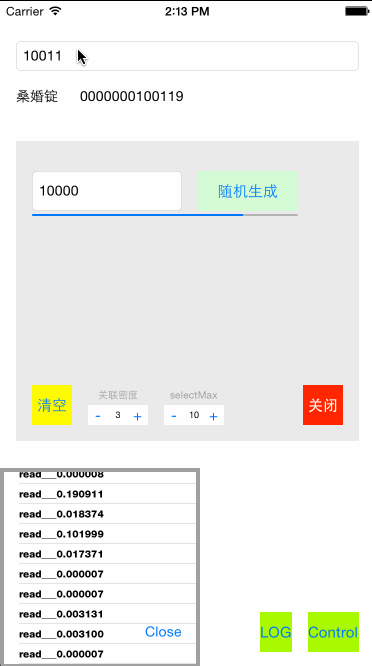 Carrier 2:13 PM
10011
桑婚锭 0000000100119
10000 随机生成
清空 关联密度 - 3 + selectMax - 10 + 关闭
read___0.000008
read___0.190911
read___0.018374
read___0.101999
read___0.017371
read___0.000007
read___0.000007
read___0.003131
read___0.003100 Close
read___0.000007
LOG Control